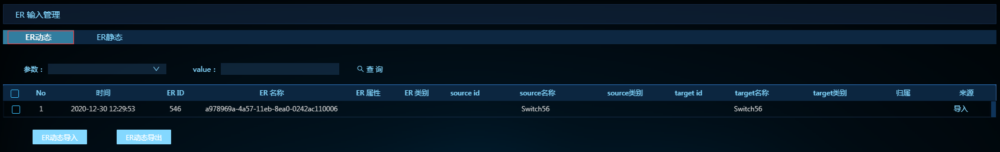 ER 输入管理
ER动态 ER静态
参数： value： 查 询
No 时间 ER ID ER 名称 ER 属性 ER 类别 source id source名称 source类别 target id target名称 target类别 归属 来源
1 2020-12-30 12:29:53 546 a978969a-4a57-11eb-8ea0-0242ac110006 Switch56 Switch56 导入
ER动态导入 ER动态导出